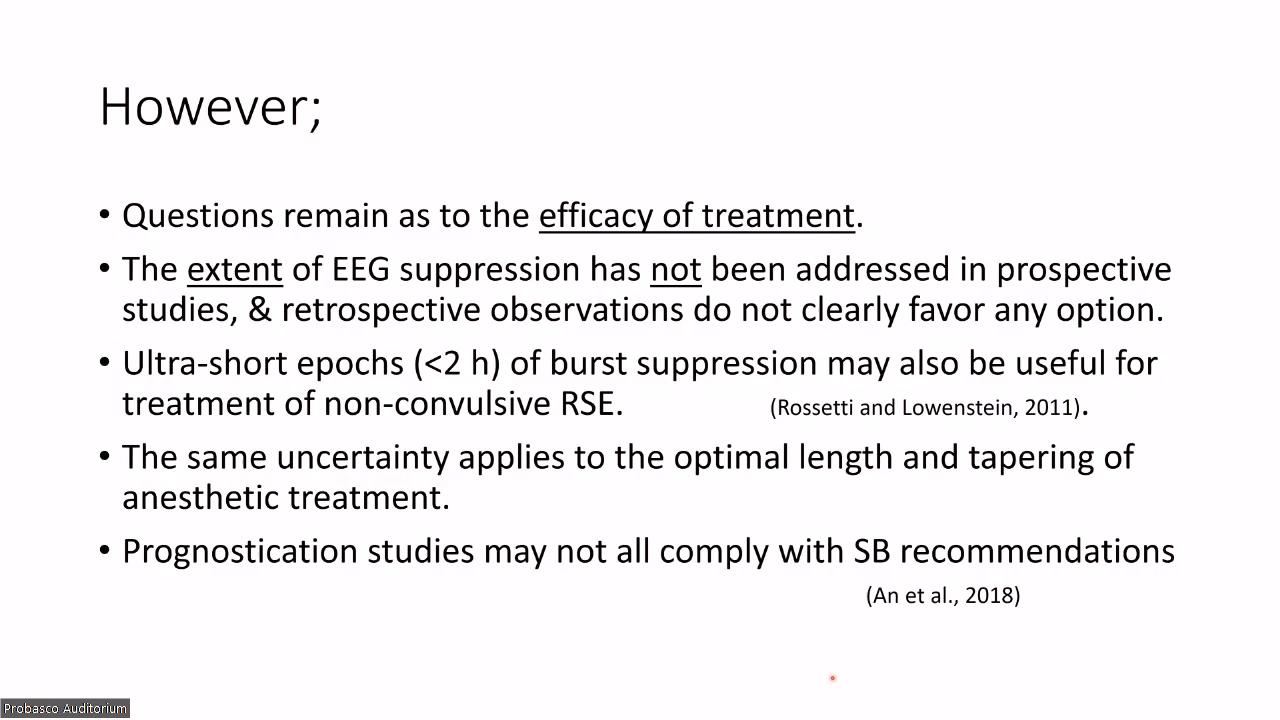 However;
• Questions remain as to the efficacy of treatment.
• The extent of EEG suppression has not been addressed in prospective
studies, & retrospective observations do not clearly favor any option.
• Ultra-short epochs (<2 h) of burst suppression may also be useful for
treatment of non-convulsive RSE. (Rossetti and Lowenstein, 2011).
• The same uncertainty applies to the optimal length and tapering of
anesthetic treatment.
• Prognostication studies may not all comply with SB recommendations
(An et al., 2018)
Probasco Auditorium